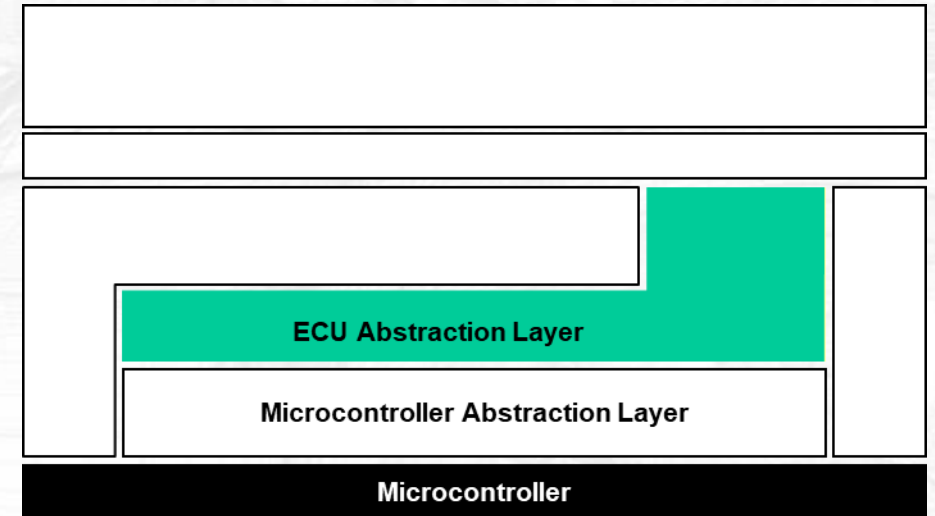 ECU Abstraction Layer
Microcontroller Abstraction Layer
Microcontroller